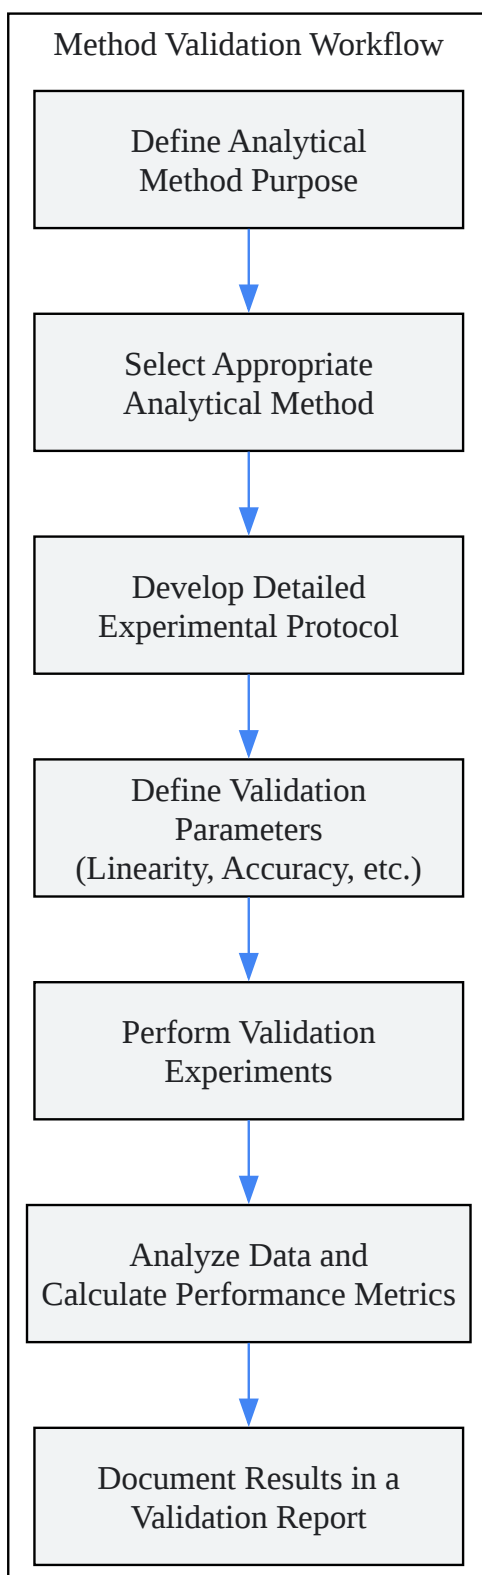 Method Validation Workflow
Define Analytical
Method Purpose
Select Appropriate
Analytical Method
Develop Detailed
Experimental Protocol
Define Validation
Parameters
(Linearity, Accuracy, etc.)
Perform Validation
Experiments
Analyze Data and
Calculate Performance Metrics
Document Results in a
Validation Report